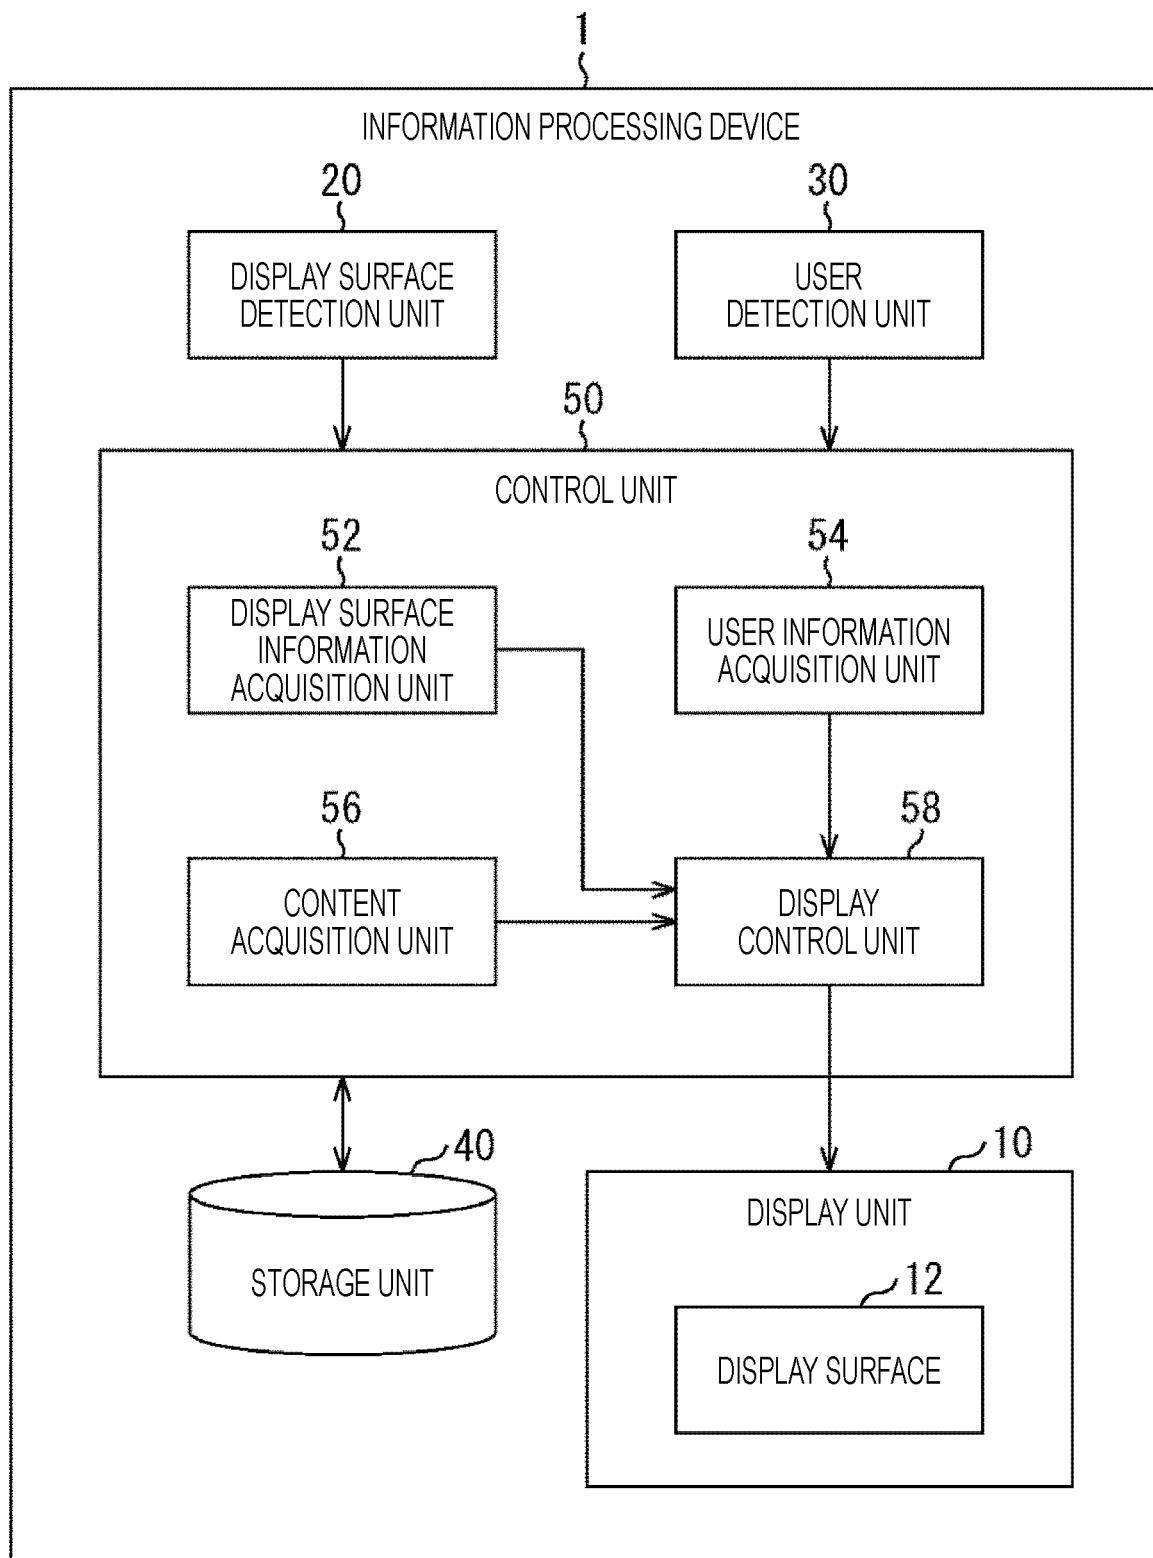 1
INFORMATION PROCESSING DEVICE
20
DISPLAY SURFACE
DETECTION UNIT
30
USER
DETECTION UNIT
50
CONTROL UNIT
52
DISPLAY SURFACE
INFORMATION
ACQUISITION UNIT
54
USER INFORMATION
ACQUISITION UNIT
56
CONTENT
ACQUISITION UNIT
58
DISPLAY
CONTROL UNIT
40
STORAGE UNIT
10
DISPLAY UNIT
12
DISPLAY SURFACE